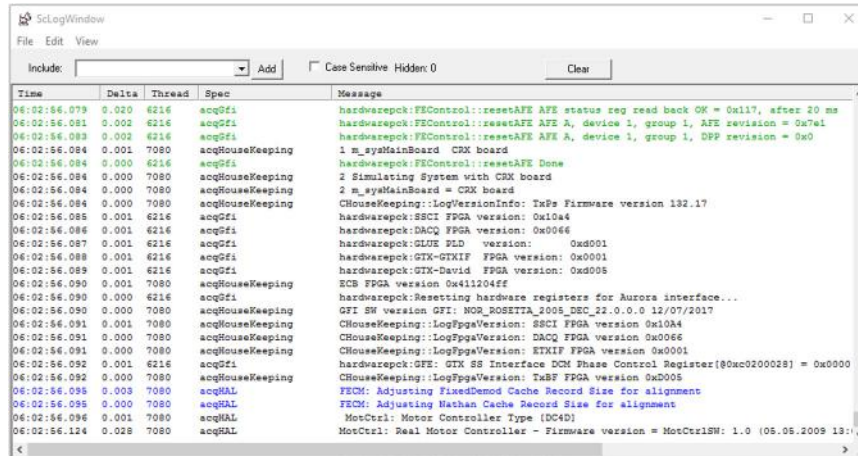 ScLogWindow
File Edit View
Include: Add Case Sensitive Hidden: 0 Clear
Time Delta Thread Spec Message
06:02:56.079 0.020 6216 acqGfi hardwarepck:FEControl::resetAFE AFE status reg read back OK = 0x117, after 20 ms
06:02:56.081 0.002 6216 acqGfi hardwarepck:FEControl::resetAFE AFE A, device 1, group 1, AFE revision = 0x7e1
06:02:56.083 0.002 6216 acqGfi hardwarepck:FEControl::resetAFE AFE A, device 1, group 1, DPP revision = 0x0
06:02:56.084 0.001 7080 acqHouseKeeping 1 m_sysMainBoard CRX board
06:02:56.084 0.000 6216 acqGfi hardwarepck:FEControl::resetAFE Done
06:02:56.084 0.000 7080 acqHouseKeeping 2 Simulating System with CRX board
06:02:56.084 0.000 7080 acqHouseKeeping 2 m_sysMainBoard = CRX board
06:02:56.084 0.000 7080 acqHouseKeeping CHouseKeeping::LogVersionInfo: TxPs Firmware version 132.17
06:02:56.085 0.001 6216 acqGfi hardwarepck:SSCI FPGA version: 0x10a4
06:02:56.086 0.001 6216 acqGfi hardwarepck:DACQ FPGA version: 0x0066
06:02:56.087 0.001 6216 acqGfi hardwarepck:GLUE PLD version: 0xd001
06:02:56.088 0.001 6216 acqGfi hardwarepck:GTX-GTXIF FPGA version: 0x0001
06:02:56.089 0.001 6216 acqGfi hardwarepck:GTX-David FPGA version: 0xd005
06:02:56.090 0.001 7080 acqHouseKeeping ECB FPGA version 0x411204ff
06:02:56.090 0.000 6216 acqGfi hardwarepck:Resetting hardware registers for Aurora interface...
06:02:56.090 0.000 7080 acqHouseKeeping GFI SW version GFI: NOR_ROSETTA_2005_DEC_22.0.0.0 12/07/2017
06:02:56.091 0.001 7080 acqHouseKeeping CHouseKeeping::LogFpgaVersion: SSCI FPGA version 0x10A4
06:02:56.091 0.000 7080 acqHouseKeeping CHouseKeeping::LogFpgaVersion: DACQ FPGA version 0x0066
06:02:56.091 0.000 7080 acqHouseKeeping CHouseKeeping::LogFpgaVersion: ETXIF FPGA version 0x0001
06:02:56.092 0.001 6216 acqGfi hardwarepck:GFE: GTX SS Interface DCM Phase Control Register[@0xc0200028] = 0x0000
06:02:56.092 0.000 7080 acqHouseKeeping CHouseKeeping::LogFpgaVersion: TxBF FPGA version 0xD005
06:02:56.095 0.003 7080 acqHAL FECM: Adjusting FixedDemod Cache Record Size for alignment
06:02:56.095 0.000 7080 acqHAL FECM: Adjusting Nathan Cache Record Size for alignment
06:02:56.096 0.001 7080 acqHAL MotCtrl: Motor Controller Type [DC4D]
06:02:56.124 0.028 7080 acqHAL MotCtrl: Real Motor Controller - Firmware version = MotCtrlSW: 1.0 (05.05.2009 13: